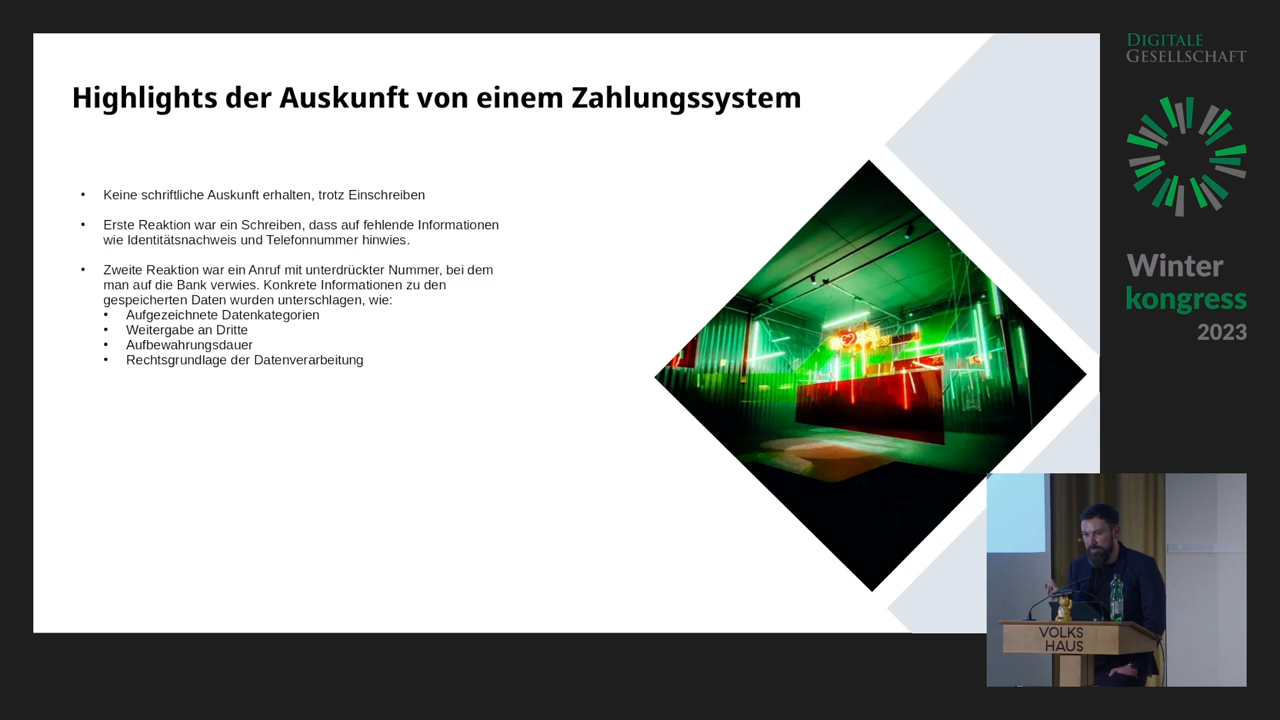 Highlights der Auskunft von einem Zahlungssystem
• Keine schriftliche Auskunft erhalten, trotz Einschreiben
• Erste Reaktion war ein Schreiben, dass auf fehlende Informationen
wie Identitätsnachweis und Telefonnummer hinwies.
• Zweite Reaktion war ein Anruf mit unterdrückter Nummer, bei dem
man auf die Bank verwies. Konkrete Informationen zu den
gespeicherten Daten wurden unterschlagen, wie:
• Aufgezeichnete Datenkategorien
• Weitergabe an Dritte
• Aufbewahrungsdauer
• Rechtsgrundlage der Datenverarbeitung
DIGITALE
GESELLSCHAFT
Winter
kongress
2023
VOLKS
HAUS